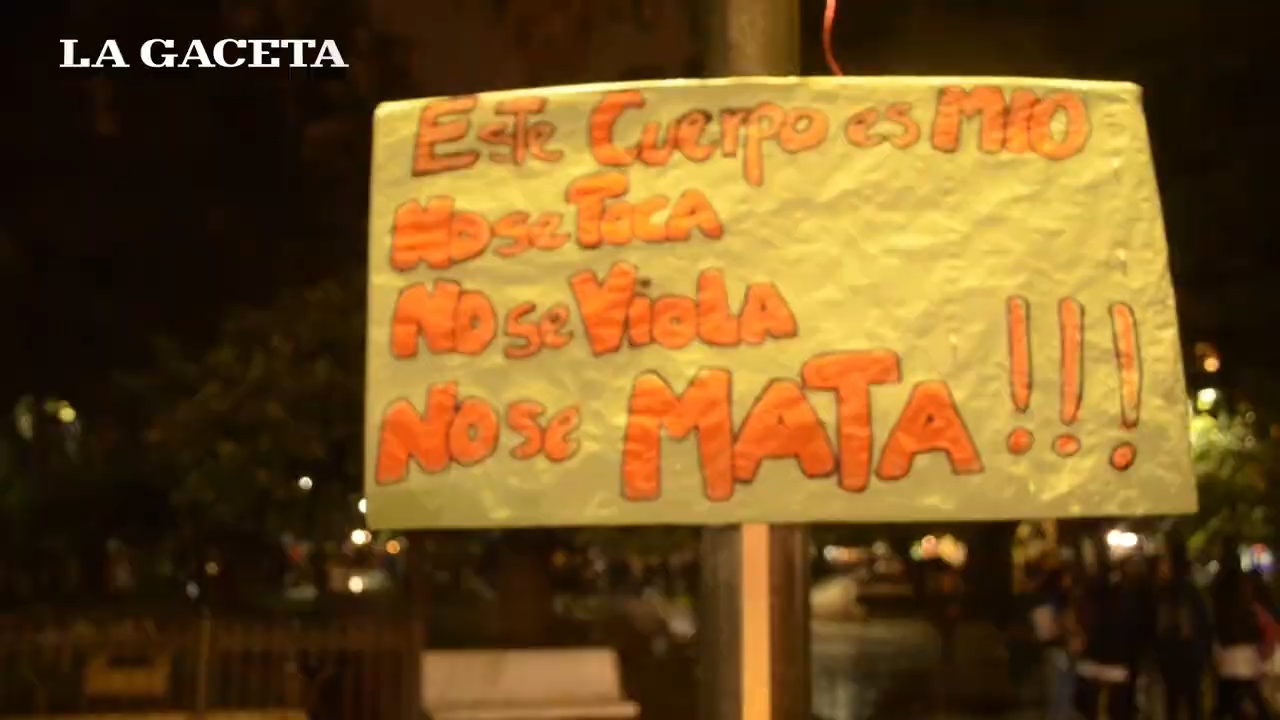 LA GACETA
Este Cuerpo es MIO
No se Toca
No se Viola
No se MATA!!!